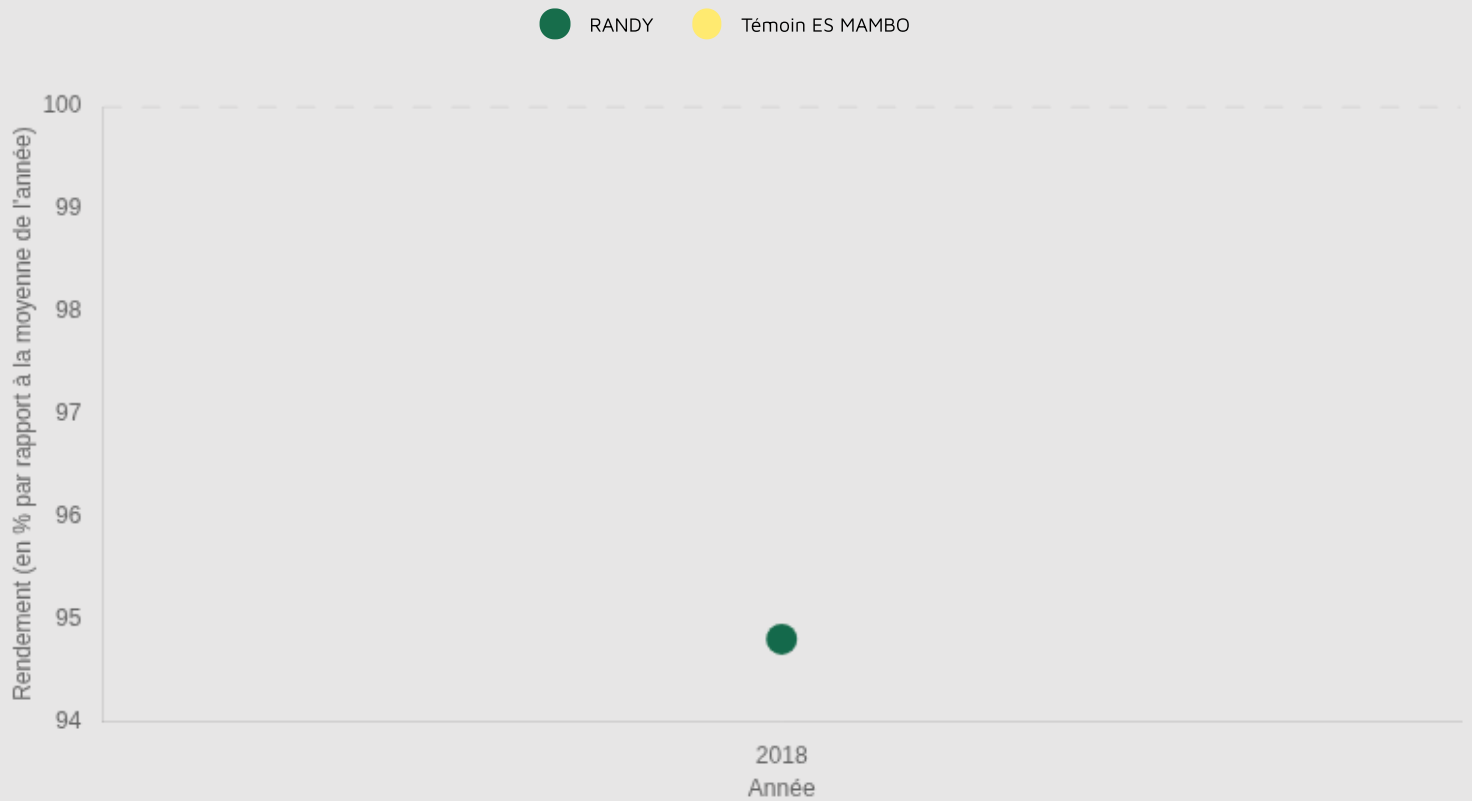 RANDY
Témoin ES MAMBO
Rendement (en % par rapport à la moyenne de l'année)
100
99
98
97
96
95
94
2018
Année